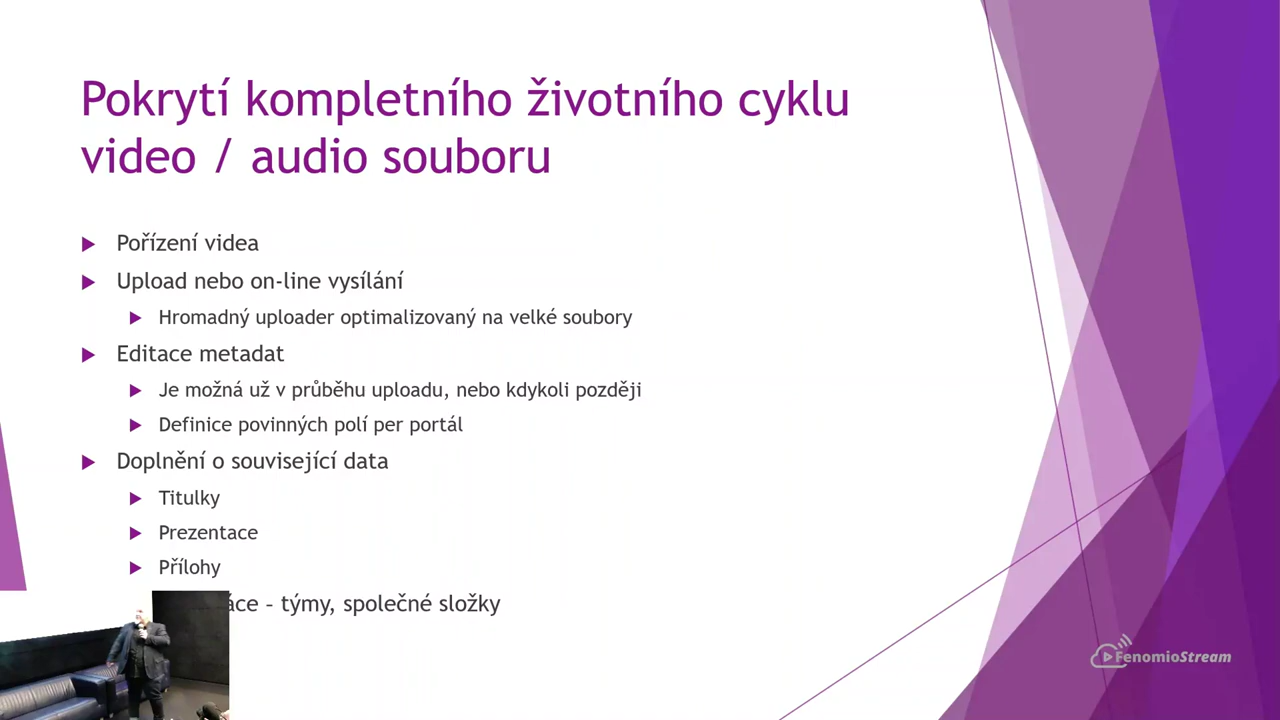 Pokrytí kompletního životního cyklu
video / audio souboru
Pořízení videa
Upload nebo on-line vysílání
Hromadný uploader optimalizovaný na velké soubory
Editace metadat
Je možná už v průběhu uploadu, nebo kdykoli později
Definice povinných polí per portál
Doplnění o související data
Titulky
Prezentace
Přílohy
– týmy, společné složky
FenomioStream